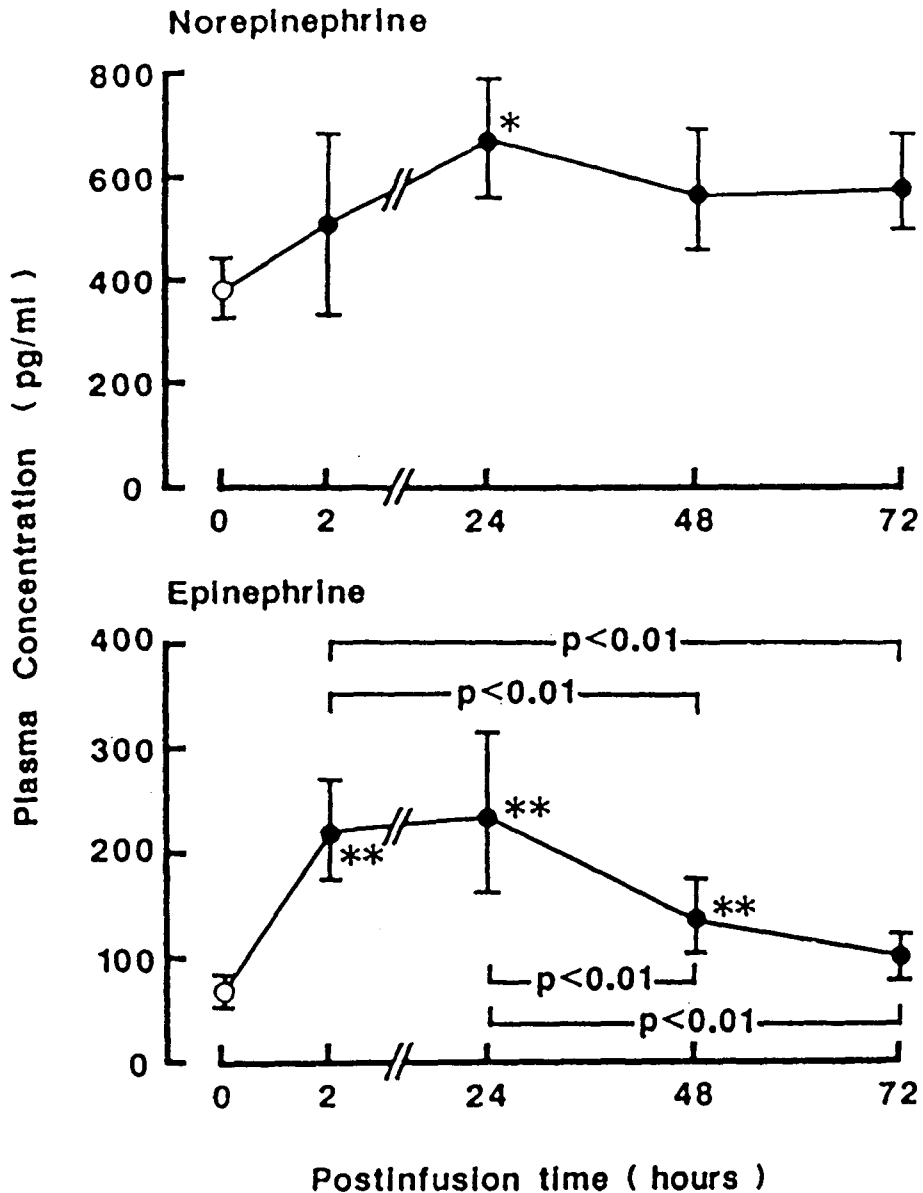 Norepinephrine
800
*
600
400
200
0
0 2 24 48 72
Plasma Concentration ( pg/ml )
Epinephrine
400
p<0.01
p<0.01
300
**
200
**
**
100
p<0.01
p<0.01
0
0 2 24 48 72
Postinfusion time ( hours )